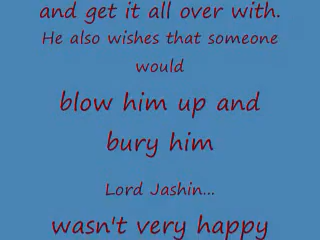 and get it all over with.
He also wishes that someone
would
blow him up and
bury him
Lord Jashin...
wasn't very happy